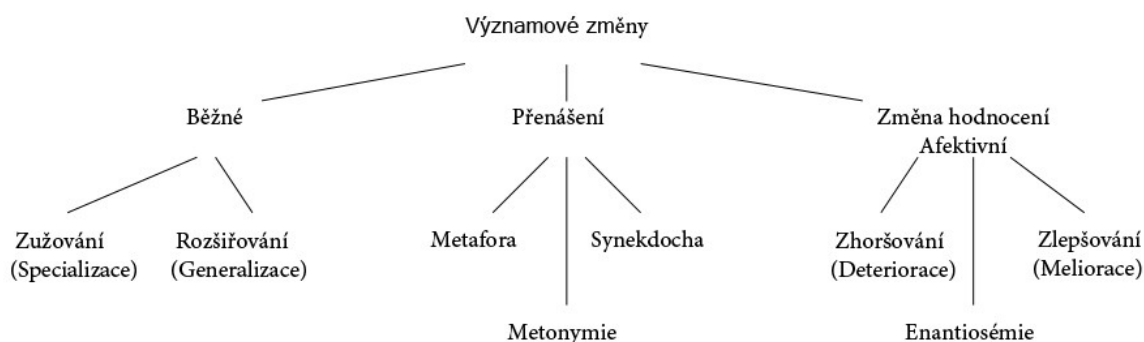 Významové změny
Běžné
Přenášení
Změna hodnocení
Afektivní
Zužování
(Specializace)
Rozšiřování
(Generalizace)
Metafora
Synekdocha
Zhoršování
(Deteriorace)
Zlepšování
(Meliorace)
Metonymie
Enantiosémie